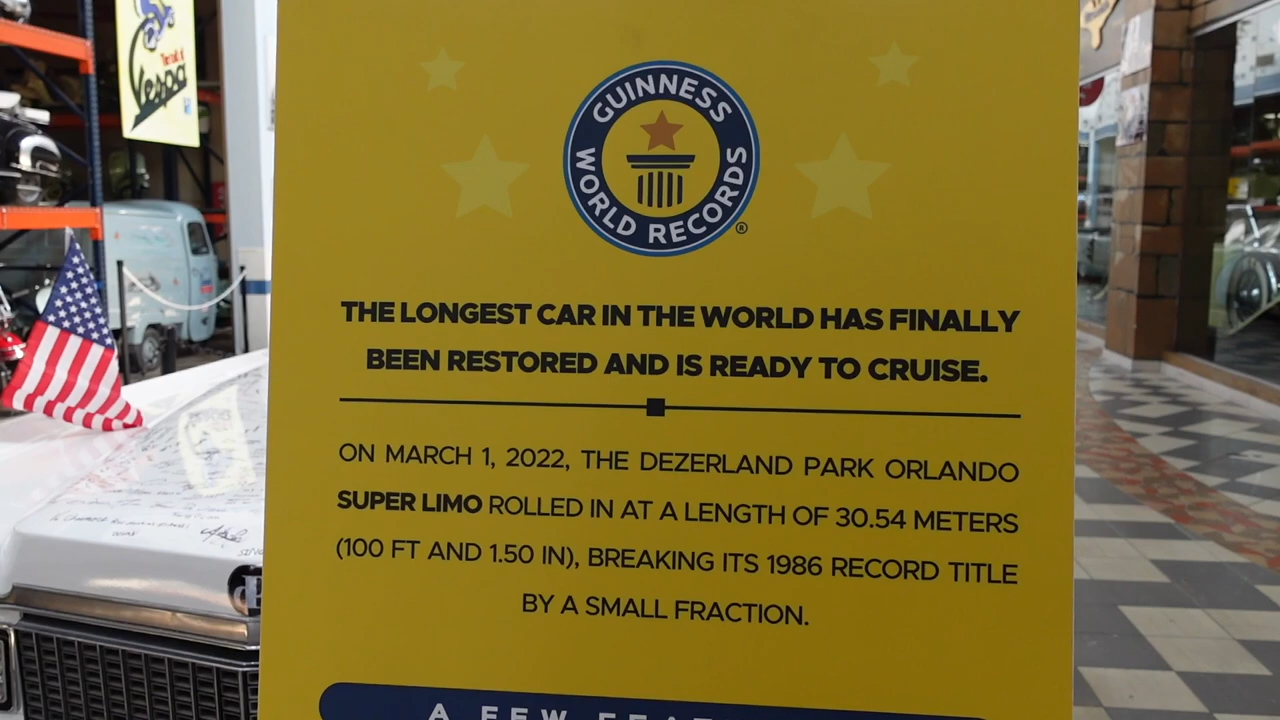 Vespa
GUINNESS
WORLD RECORDS
®
THE LONGEST CAR IN THE WORLD HAS FINALLY
BEEN RESTORED AND IS READY TO CRUISE.
ON MARCH 1, 2022, THE DEZERLAND PARK ORLANDO
SUPER LIMO ROLLED IN AT A LENGTH OF 30.54 METERS
(100 FT AND 1.50 IN), BREAKING ITS 1986 RECORD TITLE
BY A SMALL FRACTION.
A FEW